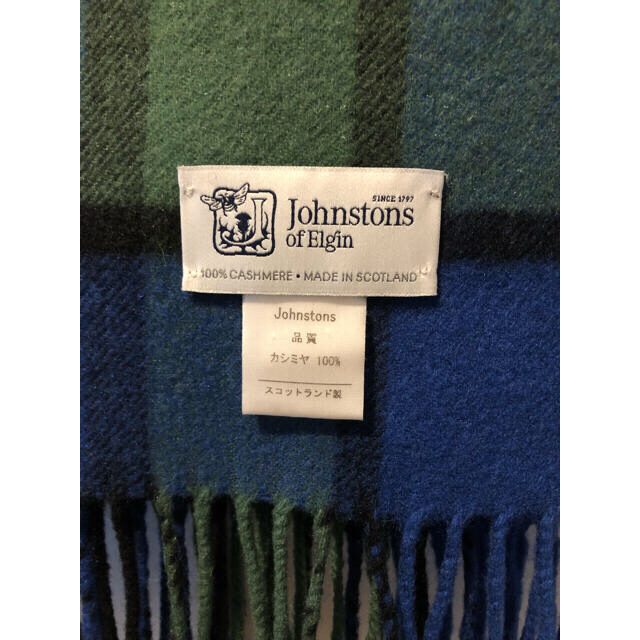 SINCE 1797
Johnstons
of Elgin
100% CASHMERE • MADE IN SCOTLAND
Johnstons
品質
カシミヤ 100%
スコットランド製